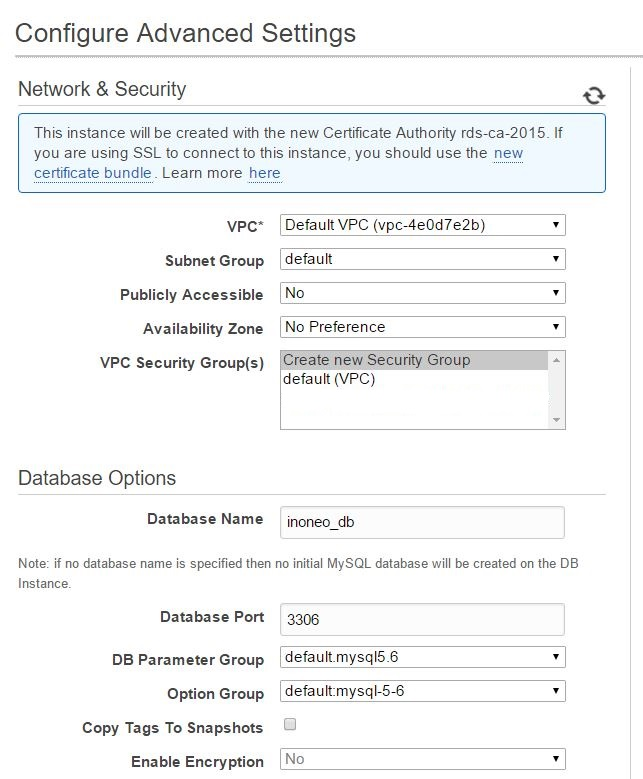 Configure Advanced Settings
Network & Security
This instance will be created with the new Certificate Authority rds-ca-2015. If
you are using SSL to connect to this instance, you should use the new
certificate bundle. Learn more here
VPC* Default VPC (vpc-4e0d7e2b)
Subnet Group default
Publicly Accessible No
Availability Zone No Preference
VPC Security Group(s) Create new Security Group
default (VPC)
Database Options
Database Name inoneo_db
Note: if no database name is specified then no initial MySQL database will be created on the DB
Instance.
Database Port 3306
DB Parameter Group default.mysql5.6
Option Group default:mysql-5-6
Copy Tags To Snapshots
Enable Encryption No